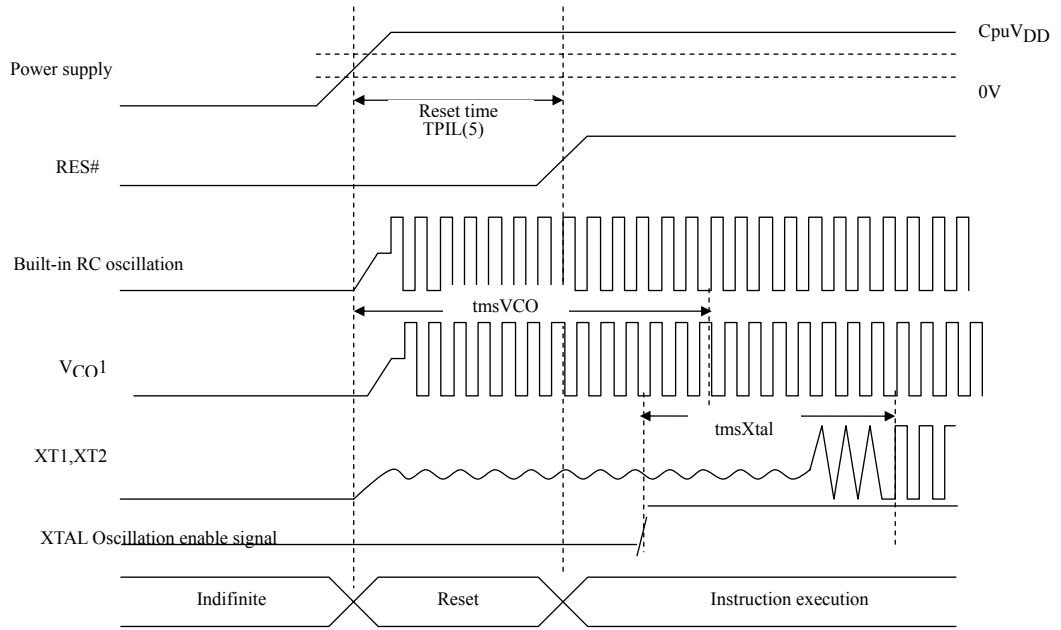 CpuVDD
Power supply
0V
Reset time
TPIL(5)
RES#
Built-in RC oscillation
tmsVCO
VCO1
tmsXtal
XT1,XT2
XTAL Oscillation enable signal
Indifinite
Reset
Instruction execution